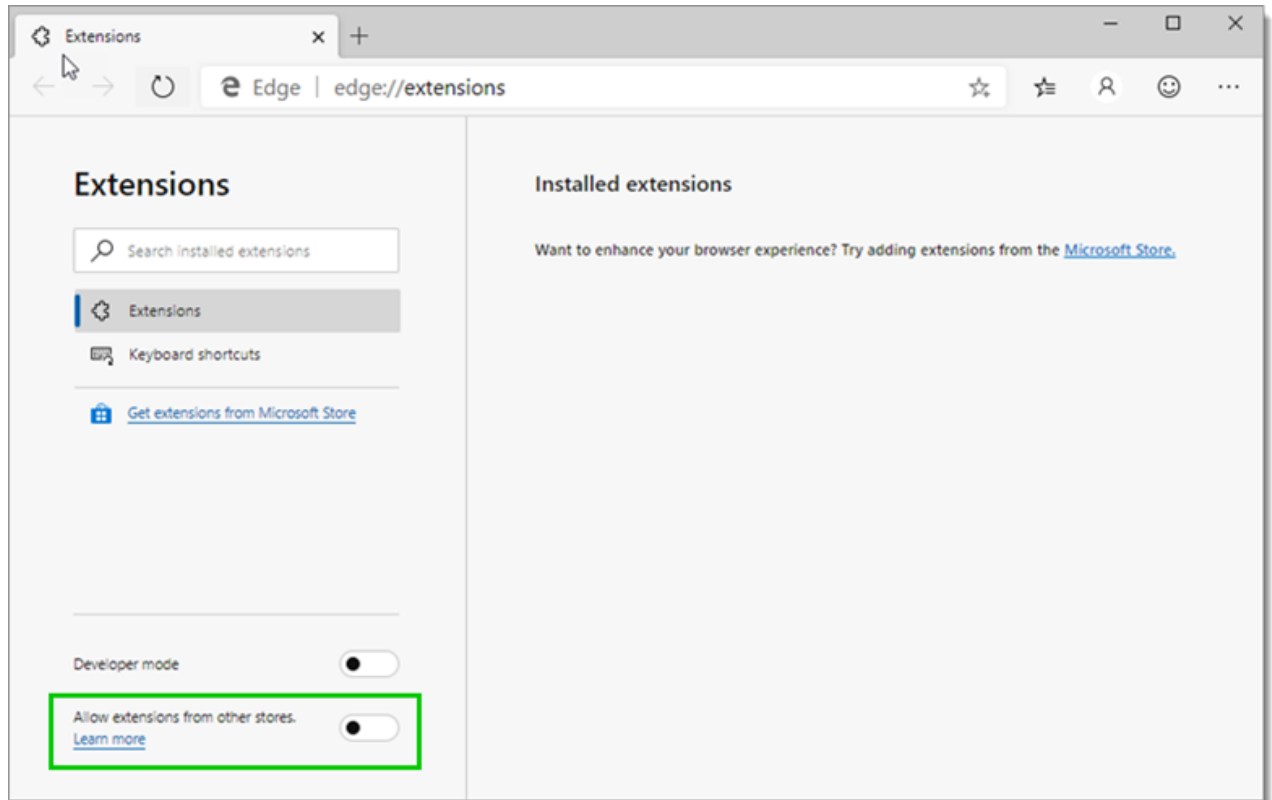 Extensions
Edge | edge://extensions
Extensions
Search installed extensions
Extensions
Keyboard shortcuts
Get extensions from Microsoft Store
Developer mode
Allow extensions from other stores.
Learn more
Installed extensions
Want to enhance your browser experience? Try adding extensions from the Microsoft Store.